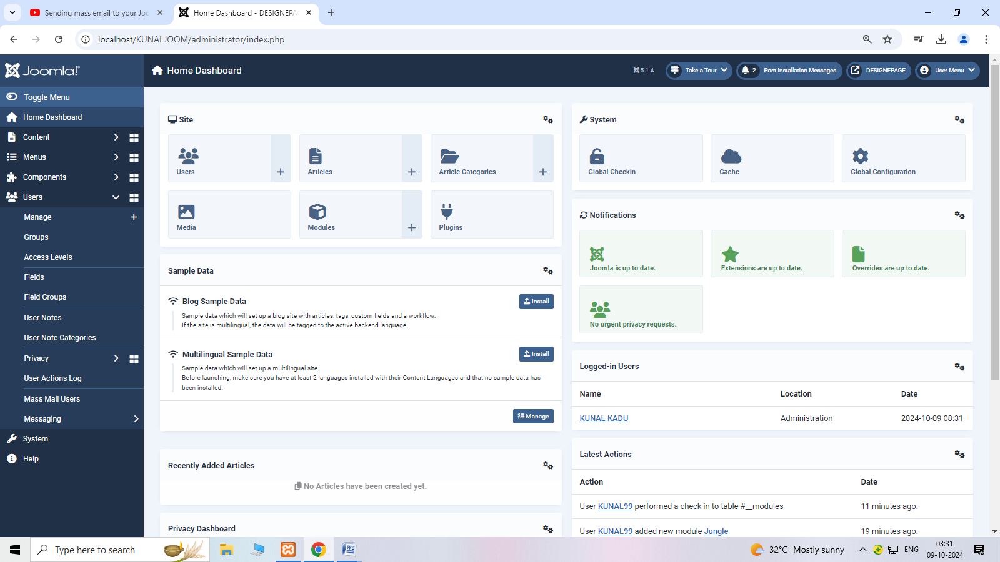 Sending mass email to your Joo
Home Dashboard - DESIGNEPA
localhost/KUNALJOOM/administrator/index.php
Joomla!
Home Dashboard
5.1.4
Take a Tour
2 Post Installation Messages
DESIGNEPAGE
User Menu
Toggle Menu
Home Dashboard
Content
Menus
Components
Users
Manage
Groups
Access Levels
Fields
Field Groups
User Notes
User Note Categories
Privacy
User Actions Log
Mass Mail Users
Messaging
System
Help
Site
Users
Articles
Article Categories
Media
Modules
Plugins
Sample Data
Blog Sample Data
Install
Sample data which will set up a blog site with articles, tags, custom fields and a workflow.
If the site is multilingual, the data will be tagged to the active backend language.
Multilingual Sample Data
Install
Sample data which will set up a multilingual site.
Before launching, make sure you have at least 2 languages installed with their Content Languages and that no sample data has
been installed.
Manage
Recently Added Articles
No Articles have been created yet.
Privacy Dashboard
System
Global Checkin
Cache
Global Configuration
Notifications
Joomla is up to date.
Extensions are up to date.
Overrides are up to date.
No urgent privacy requests.
Logged-in Users
Name Location Date
KUNAL KADU Administration 2024-10-09 08:31
Latest Actions
Action Date
User KUNAL99 performed a check in to table #__modules 11 minutes ago.
User KUNAL99 added new module Jungle 19 minutes ago.
Type here to search
32°C Mostly sunny
ENG
03:31
09-10-2024